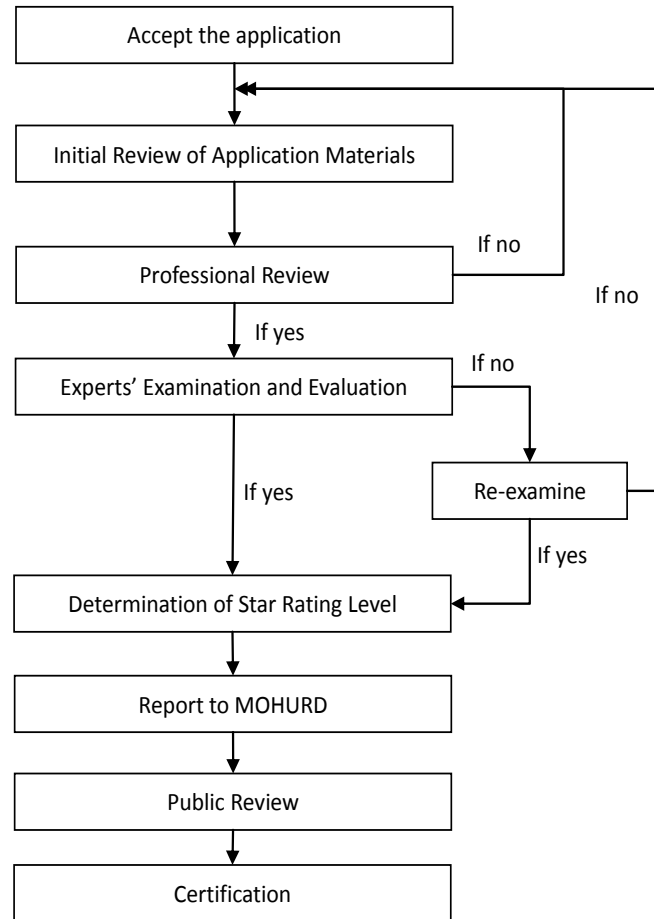 Accept the application
Initial Review of Application Materials
Professional Review
If no
If no
If yes
Experts’ Examination and Evaluation
If no
If yes
Re-examine
If yes
Determination of Star Rating Level
Report to MOHURD
Public Review
Certification